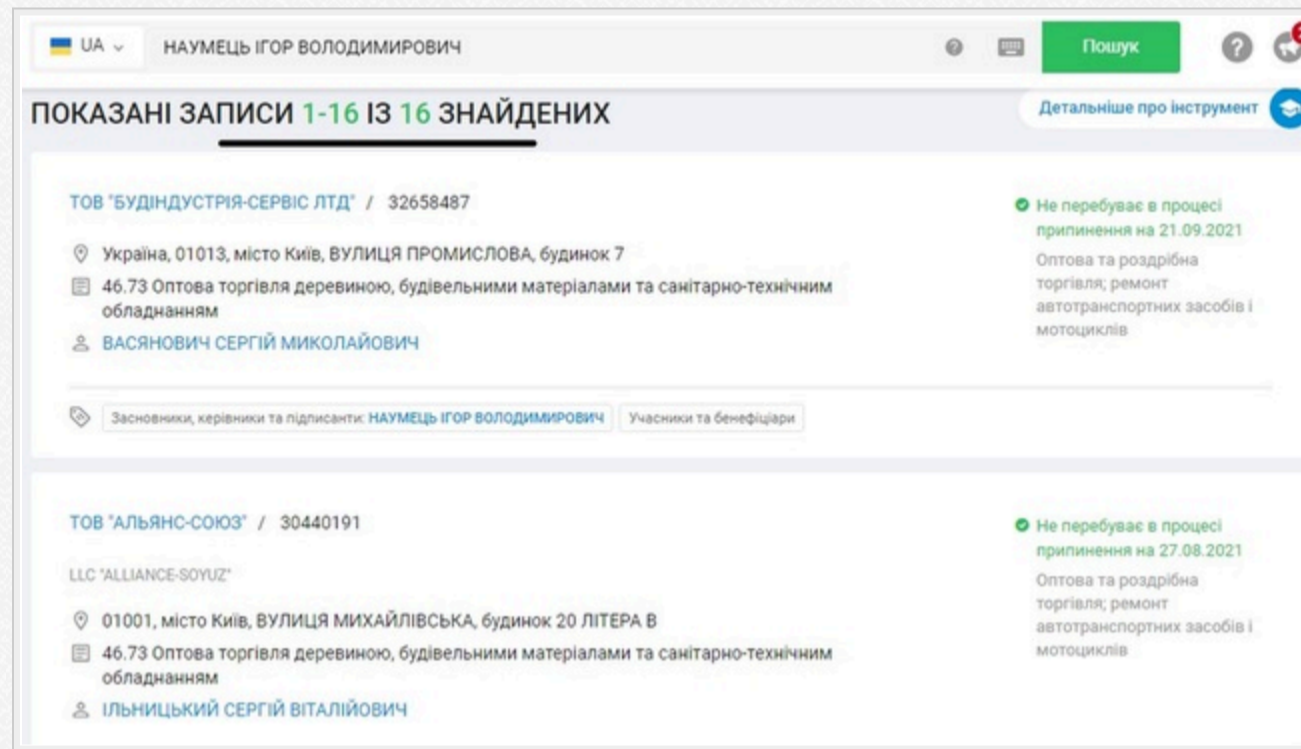 UA НАУМЕЦЬ ІГОР ВОЛОДИМИРОВИЧ Пошук
ПОКАЗАНІ ЗАПИСИ 1-16 ІЗ 16 ЗНАЙДЕНИХ
Детальніше про інструмент
ТОВ "БУДІНДУСТРІЯ-СЕРВІС ЛТД" / 32658487
Україна, 01013, місто Київ, ВУЛИЦЯ ПРОМИСЛОВА, будинок 7
46.73 Оптова торгівля деревиною, будівельними матеріалами та санітарно-технічним
обладнанням
ВАСЯНОВИЧ СЕРГІЙ МИКОЛАЙОВИЧ
Не перебуває в процесі
припинення на 21.09.2021
Оптова та роздрібна
торгівля; ремонт
автотранспортних засобів і
мотоциклів
Засновники, керівники та підписанти: НАУМЕЦЬ ІГОР ВОЛОДИМИРОВИЧ Учасники та бенефіціари
ТОВ "АЛЬЯНС-СОЮЗ" / 30440191
LLC "ALLIANCE-SOYUZ"
01001, місто Київ, ВУЛИЦЯ МИХАЙЛІВСЬКА, будинок 20 ЛІТЕРА В
46.73 Оптова торгівля деревиною, будівельними матеріалами та санітарно-технічним
обладнанням
ІЛЬНИЦЬКИЙ СЕРГІЙ ВІТАЛІЙОВИЧ
Не перебуває в процесі
припинення на 27.08.2021
Оптова та роздрібна
торгівля; ремонт
автотранспортних засобів і
мотоциклів